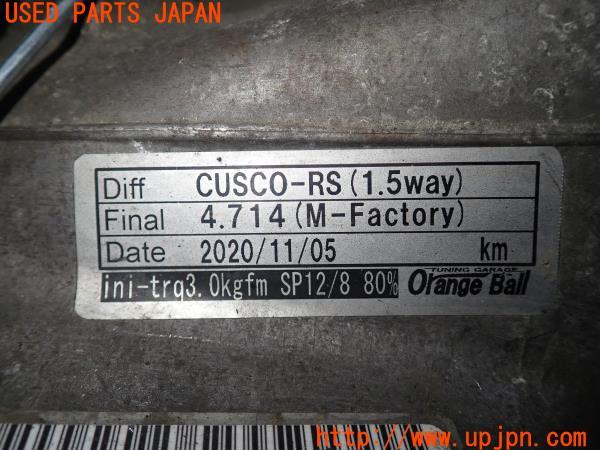 USED PARTS JAPAN
Diff CUSCO-RS(1.5way)
Final 4.714(M-Factory)
Date 2020/11/05 km
ini-trq3.0kgfm SP12/8 80%
TUNING GARAGE
Orange Ball
http://www.upjpn.com/